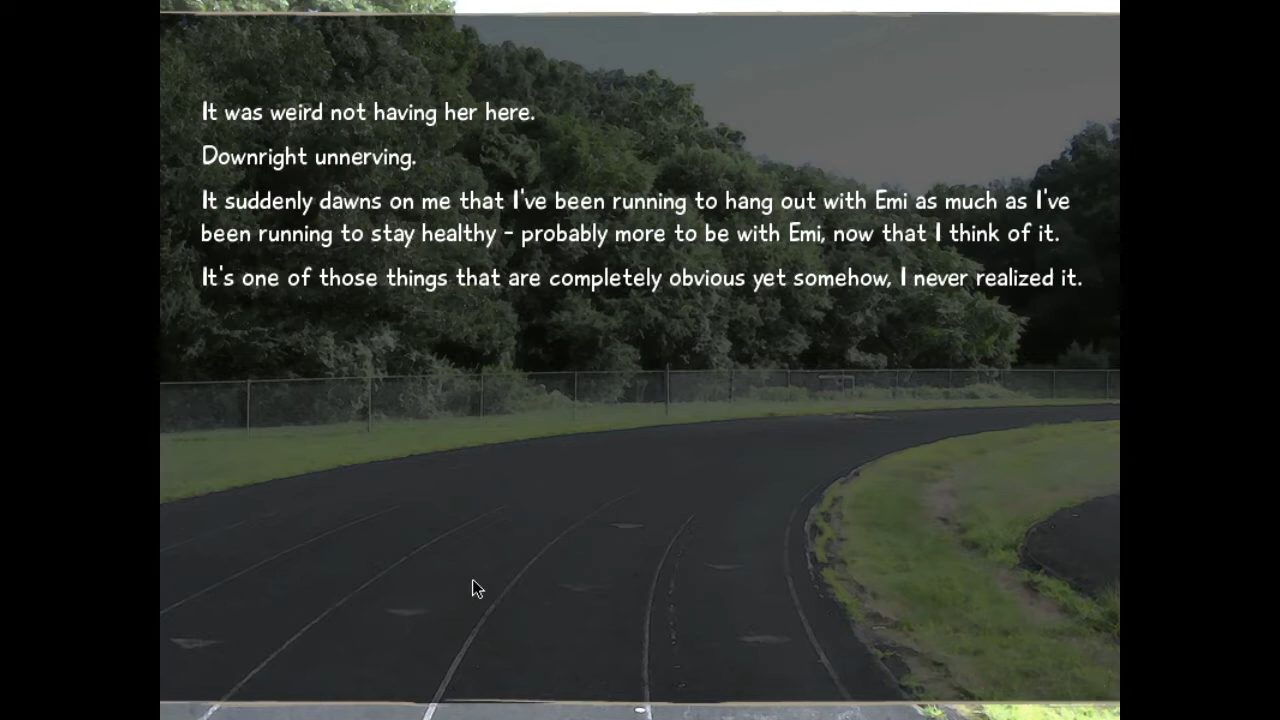 It was weird not having her here.
Downright unnerving.
It suddenly dawns on me that I've been running to hang out with Emi as much as I've
been running to stay healthy - probably more to be with Emi, now that I think of it.
It's one of those things that are completely obvious yet somehow, I never realized it.